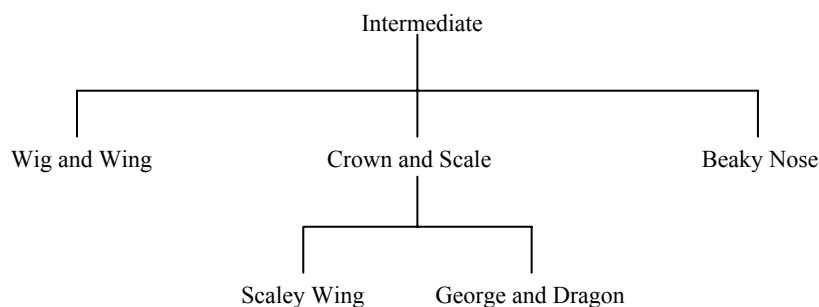 Intermediate
Wig and Wing Crown and Scale Beaky Nose
Scaley Wing George and Dragon